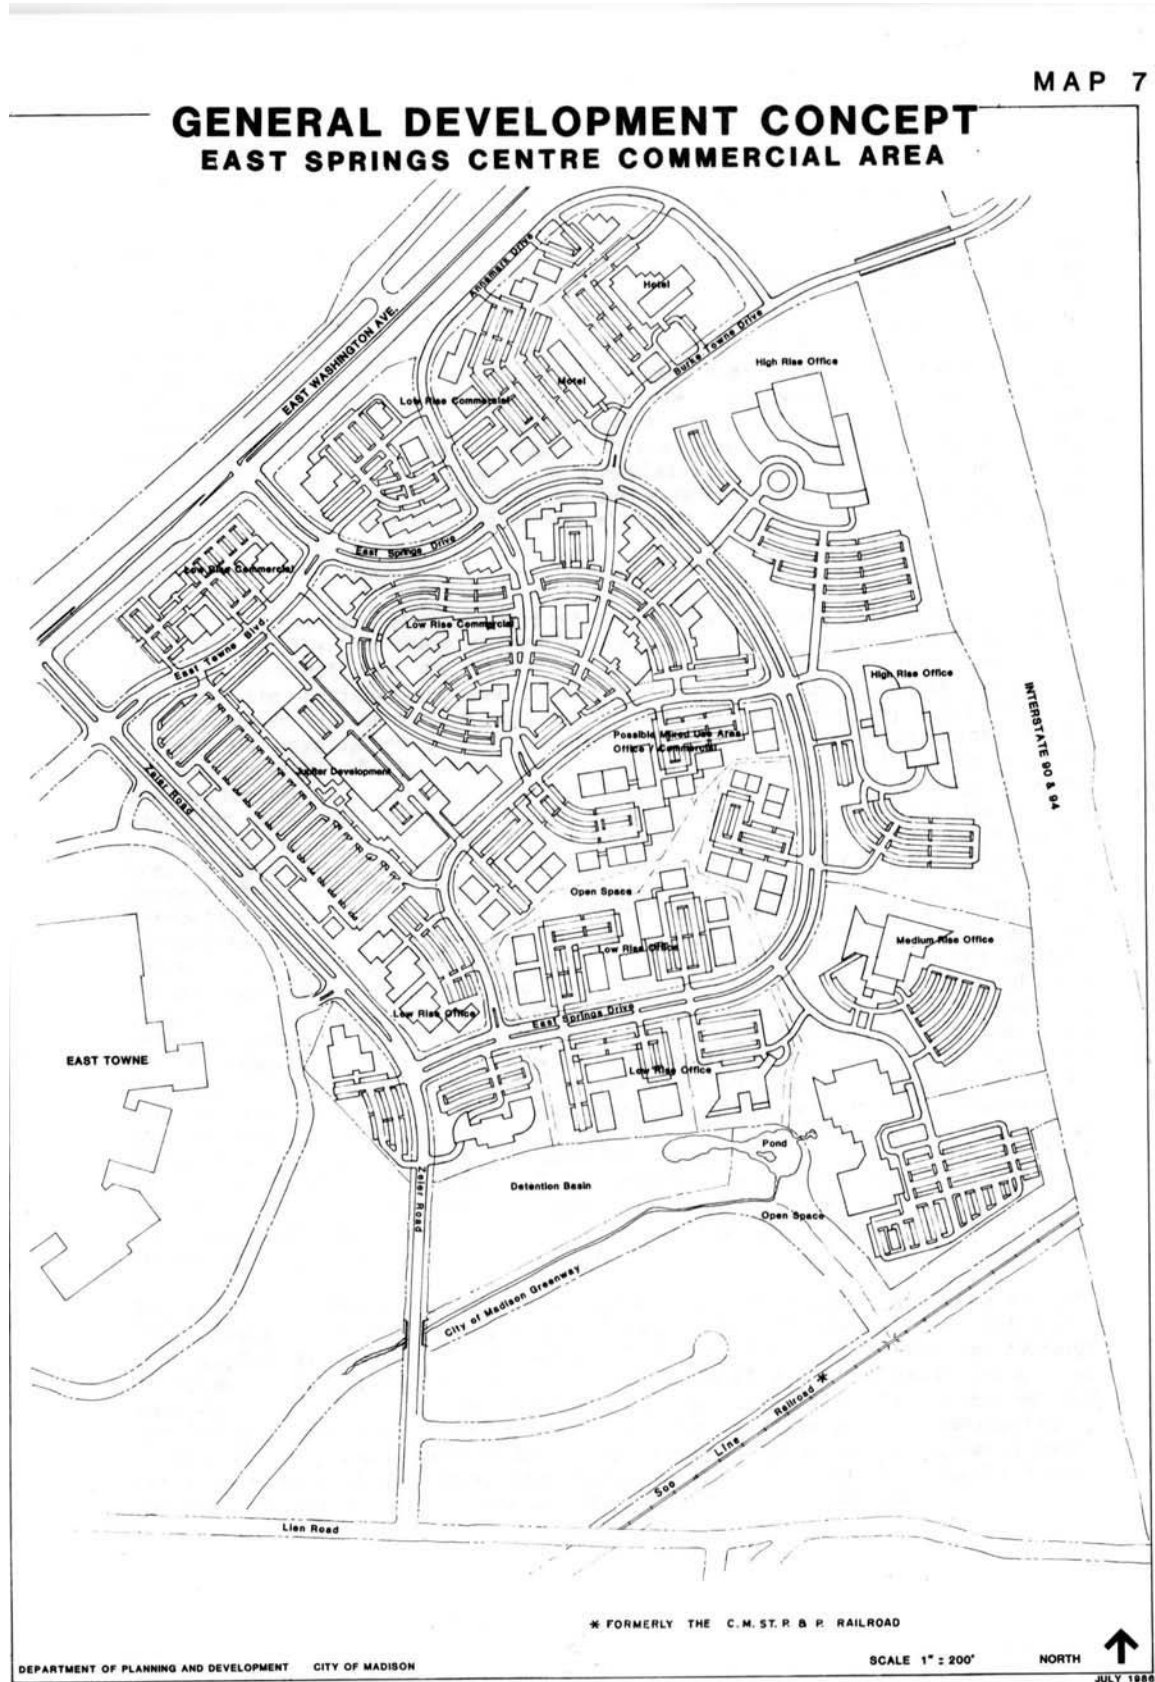 MAP 7
GENERAL DEVELOPMENT CONCEPT
EAST SPRINGS CENTRE COMMERCIAL AREA
Annamark Drive
Hotel
EAST WASHINGTON AVE.
Burke Towne Drive
High Rise Office
Motel
Low Rise Commercial
East Springs Drive
Low Rise Commercial
Low Rise Commercial
East Towne Blvd.
High Rise Office
INTERSTATE 90 & 94
Possible Mixed Use Area
Office / Commercial
Jupiter Development
Zeier Road
Open Space
Low Rise Office
Medium Rise Office
Low Rise Office
East Springs Drive
EAST TOWNE
Low Rise Office
Pond
Zeier Road
Detention Basin
Open Space
City of Madison Greenway
Soo Line Railroad *
Lien Road
* FORMERLY THE C.M. ST. P. & P. RAILROAD
DEPARTMENT OF PLANNING AND DEVELOPMENT CITY OF MADISON
SCALE 1" = 200'
NORTH
JULY 1986